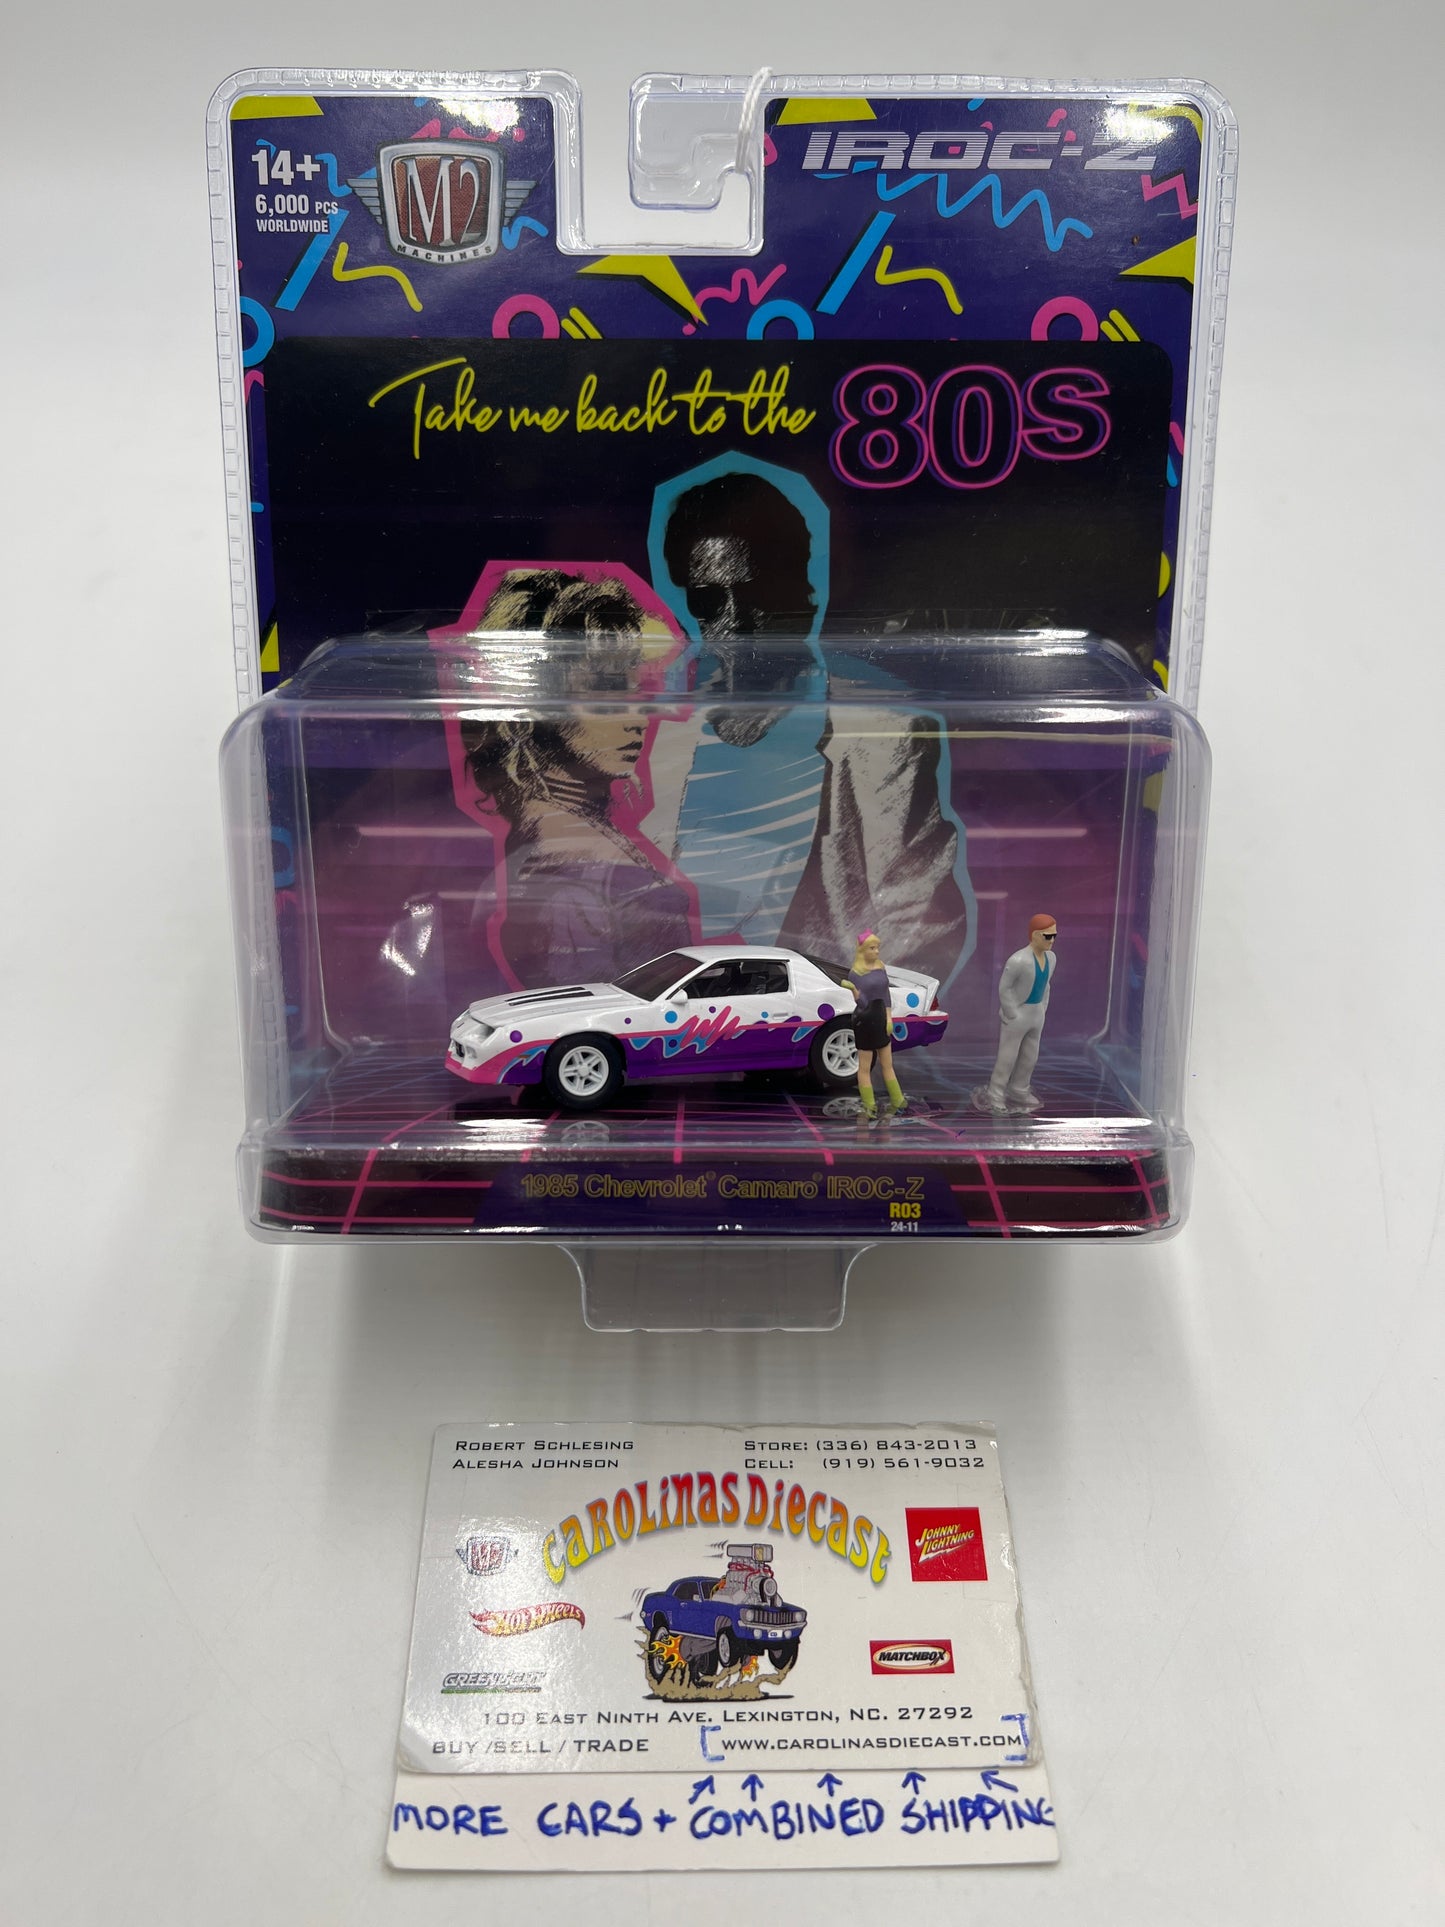 14+
6,000 PCS
WORLDWIDE
M2
MACHINES
IROC-Z
Take me back to the 80s
1985 Chevrolet® Camaro® IROC-Z
R03
24-11
ROBERT SCHLESING
ALESHA JOHNSON
STORE: (336) 843-2013
CELL: (919) 561-9032
CAROLINAS DIECAST
M2
JOHNNY LIGHTNING
HOT WHEELS
MATCHBOX
GREENLIGHT
100 EAST NINTH AVE. LEXINGTON, NC. 27292
BUY / SELL / TRADE
[WWW.CAROLINASDIECAST.COM]
MORE CARS + COMBINED SHIPPING